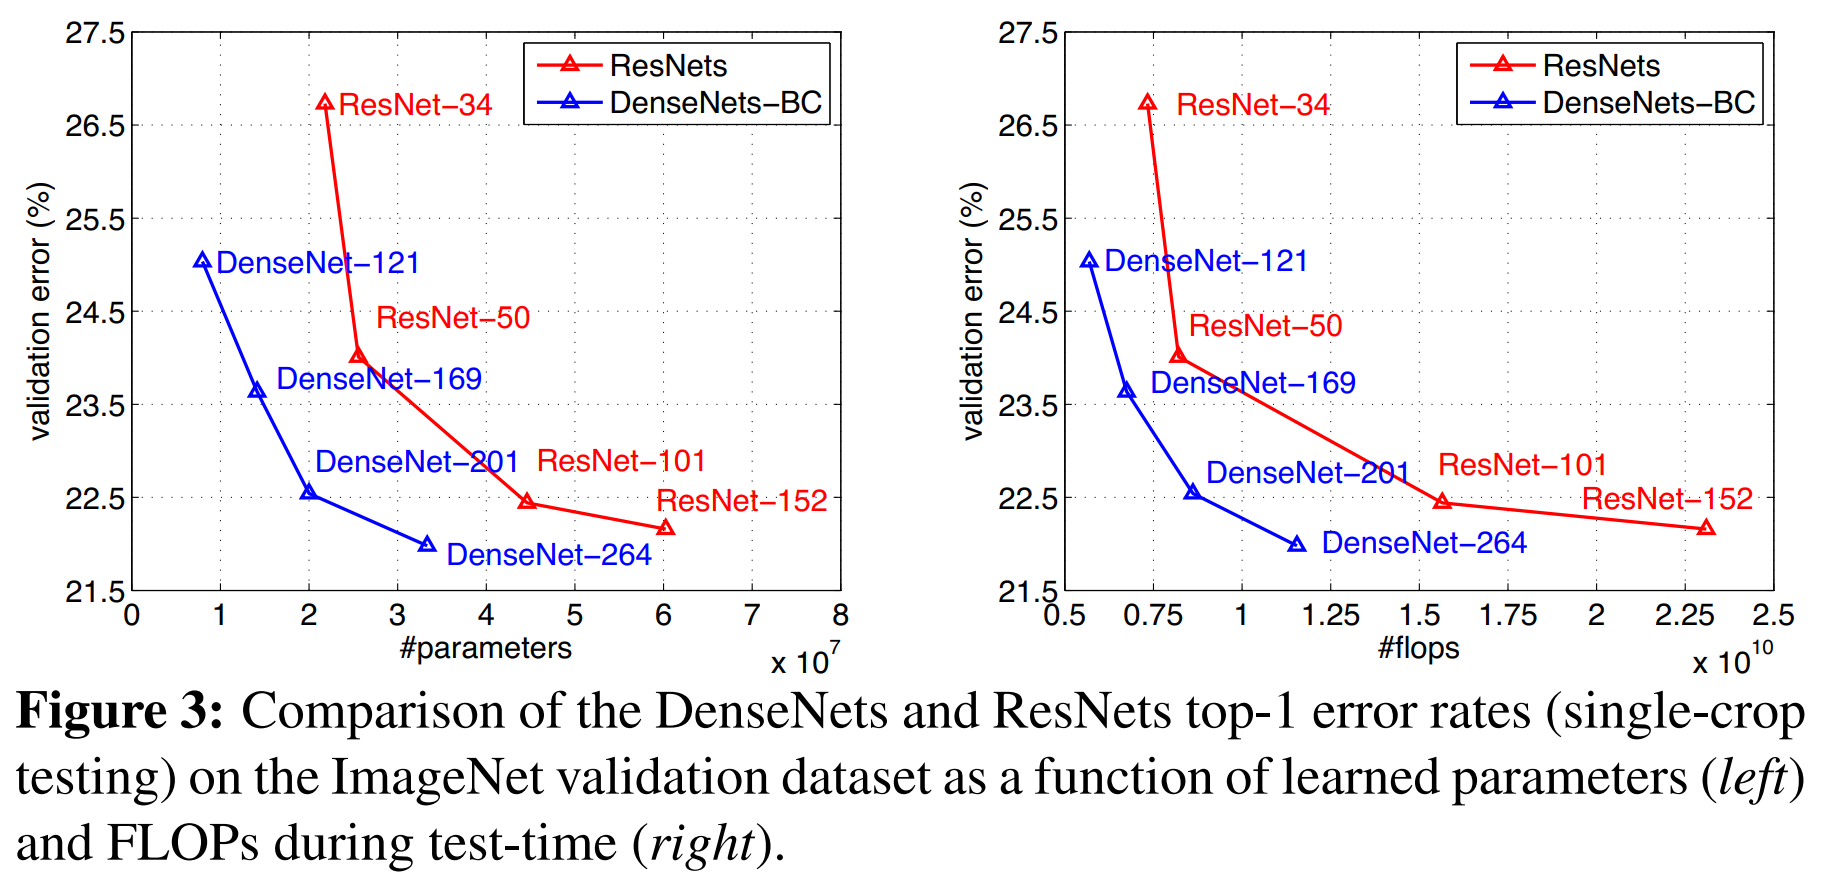 27.5
26.5
25.5
24.5
23.5
22.5
21.5
validation error (%)
ResNets
DenseNets−BC
ResNet−34
DenseNet−121
ResNet−50
DenseNet−169
DenseNet−201
ResNet−101
ResNet−152
DenseNet−264
0 1 2 3 4 5 6 7 8
#parameters
x 10⁷
27.5
26.5
25.5
24.5
23.5
22.5
21.5
validation error (%)
ResNets
DenseNets−BC
ResNet−34
DenseNet−121
ResNet−50
DenseNet−169
DenseNet−201
ResNet−101
ResNet−152
DenseNet−264
0.5 0.75 1 1.25 1.5 1.75 2 2.25 2.5
#flops
x 10¹⁰
Figure 3: Comparison of the DenseNets and ResNets top-1 error rates (single-crop
testing) on the ImageNet validation dataset as a function of learned parameters (left)
and FLOPs during test-time (right).